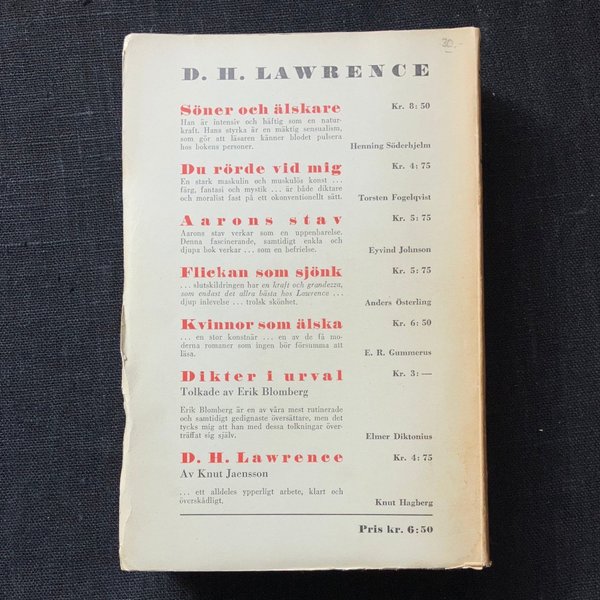 30.-
D. H. LAWRENCE
Söner och älskare Kr. 8:50
Han är intensiv och häftig som en natur-
kraft. Hans styrka är en mäktig sensualism,
som gör att läsaren känner blodet pulsera
hos bokens personer. Henning Söderhjelm
Du rörde vid mig Kr. 4:75
En stark maskulin och muskulös konst ...
färg, fantasi och mystik ... är både diktare
och moralist fast på ett okonventionellt sätt. Torsten Fogelqvist
Aarons stav Kr. 5:75
Aarons stav verkar som en uppenbarelse.
Denna fascinerande, samtidigt enkla och
djupa bok verkar ... som en befrielse. Eyvind Johnson
Flickan som sjönk Kr. 5:75
... slutskildringen har en kraft och grandezza,
som endast det allra bästa hos Lawrence ...
djup inlevelse ... trolsk skönhet. Anders Österling
Kvinnor som älska Kr. 6:50
... en stor konstnär ... en av de få mo-
derna romaner som ingen bör försumma att
läsa. E. R. Gummerus
Dikter i urval Kr. 3:—
Tolkade av Erik Blomberg
Erik Blomberg är en av våra mest rutinerade
och samtidigt gedignaste översättare, men det
tycks mig att han med dessa tolkningar över-
träffat sig själv. Elmer Diktonius
D. H. Lawrence Kr. 4:75
Av Knut Jaensson
... ett alldeles ypperligt arbete, klart och
överskådligt. Knut Hagberg
Pris kr. 6:50